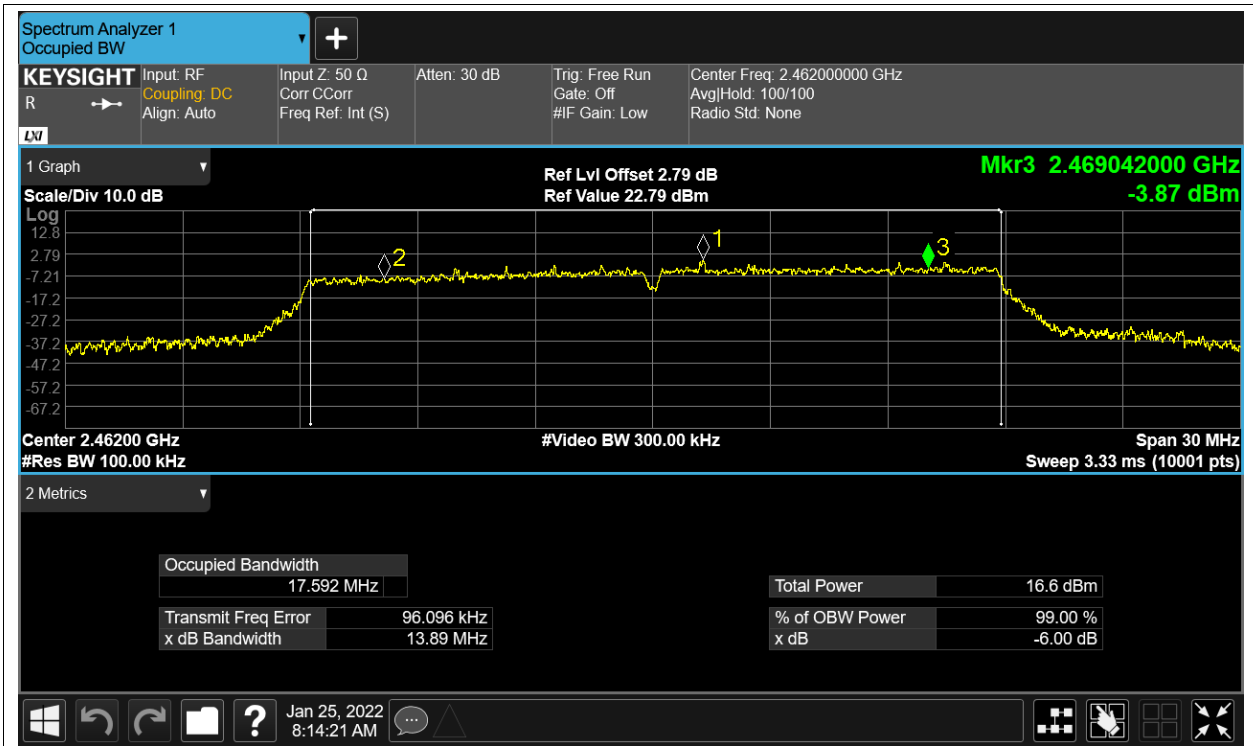 Spectrum Analyzer 1
Occupied BW
KEYSIGHT
R
LXI
Input: RF
Coupling: DC
Align: Auto
Input Z: 50 Ω
Corr CCorr
Freq Ref: Int (S)
Atten: 30 dB
Trig: Free Run
Gate: Off
#IF Gain: Low
Center Freq: 2.462000000 GHz
Avg|Hold: 100/100
Radio Std: None
1 Graph
Scale/Div 10.0 dB
Ref Lvl Offset 2.79 dB
Ref Value 22.79 dBm
Mkr3 2.469042000 GHz
-3.87 dBm
Log
12.8
2.79
-7.21
-17.2
-27.2
-37.2
-47.2
-57.2
-67.2
2
1
3
Center 2.46200 GHz
#Res BW 100.00 kHz
#Video BW 300.00 kHz
Span 30 MHz
Sweep 3.33 ms (10001 pts)
2 Metrics
Occupied Bandwidth
17.592 MHz
Transmit Freq Error 96.096 kHz
x dB Bandwidth 13.89 MHz
Total Power 16.6 dBm
% of OBW Power 99.00 %
x dB -6.00 dB
?
Jan 25, 2022
8:14:21 AM